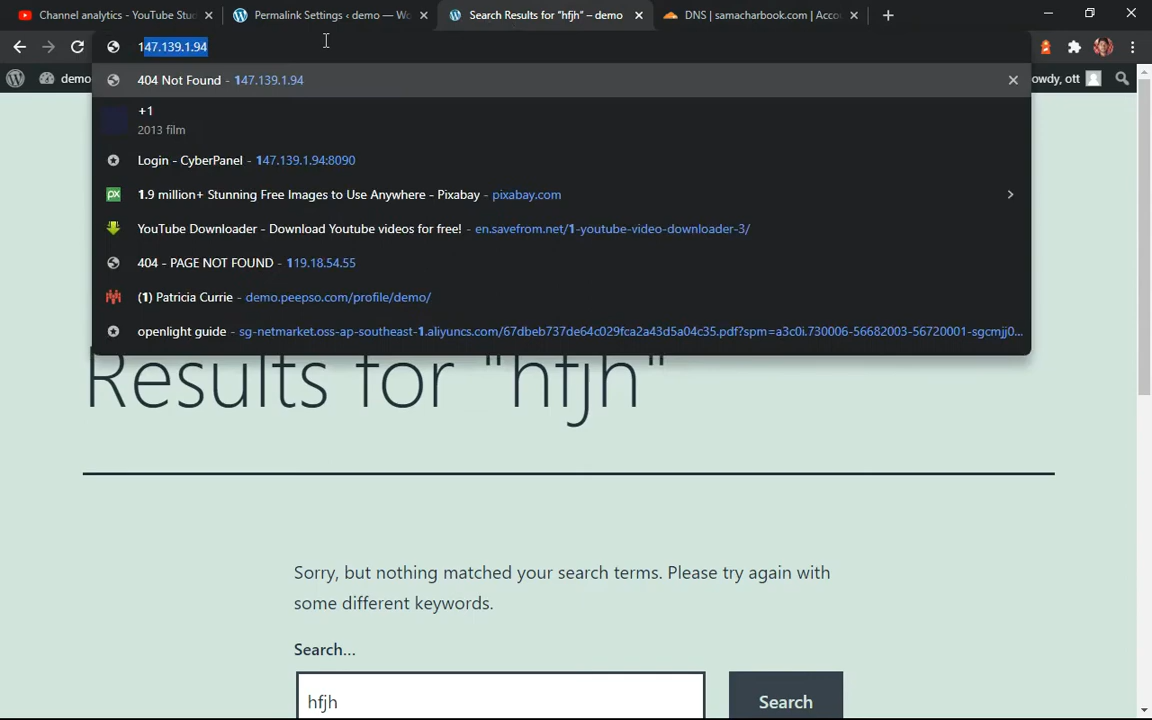 Channel analytics - YouTube Stud
Permalink Settings ‹ demo — Wo
Search Results for "hfjh" – demo
DNS | samacharbook.com | Accou
147.139.1.94
demo
owdy, ott
404 Not Found - 147.139.1.94
+1
2013 film
Login - CyberPanel - 147.139.1.94:8090
1.9 million+ Stunning Free Images to Use Anywhere - Pixabay - pixabay.com
YouTube Downloader - Download Youtube videos for free! - en.savefrom.net/1-youtube-video-downloader-3/
404 - PAGE NOT FOUND - 119.18.54.55
(1) Patricia Currie - demo.peepso.com/profile/demo/
openlight guide - sg-netmarket.oss-ap-southeast-1.aliyuncs.com/67dbeb737de64c029fca2a43d5a04c35.pdf?spm=a3c0i.730006-56682003-56720001-sgcmjj0...
Results for "hfjh"
Sorry, but nothing matched your search terms. Please try again with
some different keywords.
Search...
hfjh
Search